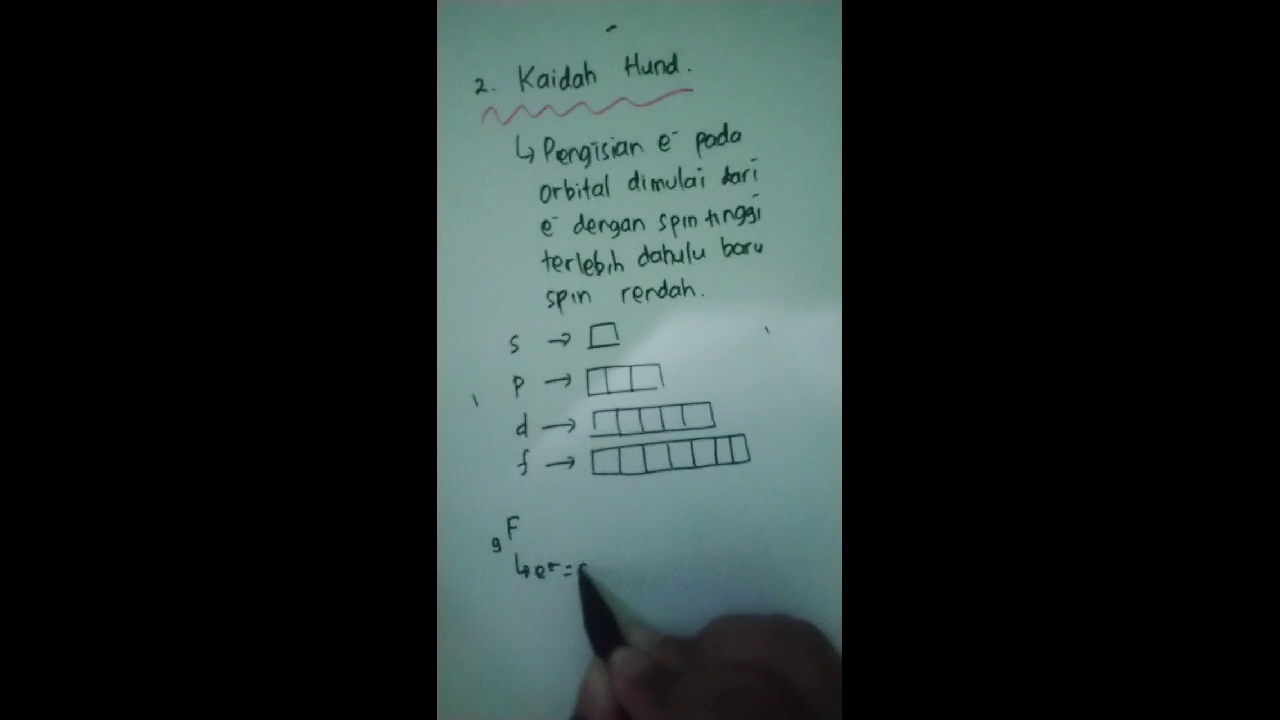 2. Kaidah Hund.
↳ Pengisian e⁻ pada
orbital dimulai dari
e⁻ dengan spin tinggi
terlebih dahulu baru
spin rendah.
s →
p →
d →
f →
₉F
↳ e⁻ =